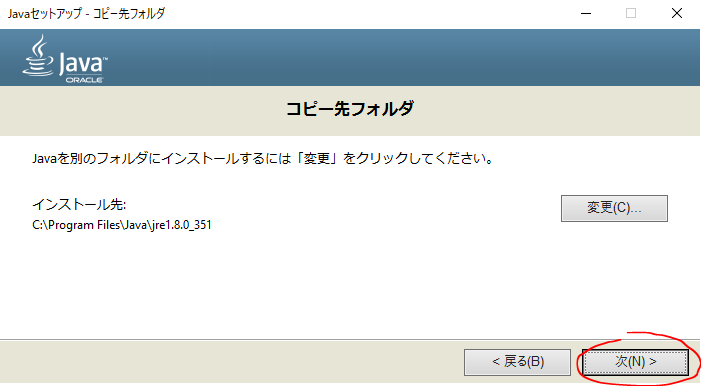 Javaセットアップ - コピー先フォルダ
Java™
ORACLE
コピー先フォルダ
Javaを別のフォルダにインストールするには「変更」をクリックしてください。
インストール先:
変更(C)...
C:\Program Files\Java\jre1.8.0_351
< 戻る(B)
次(N) >